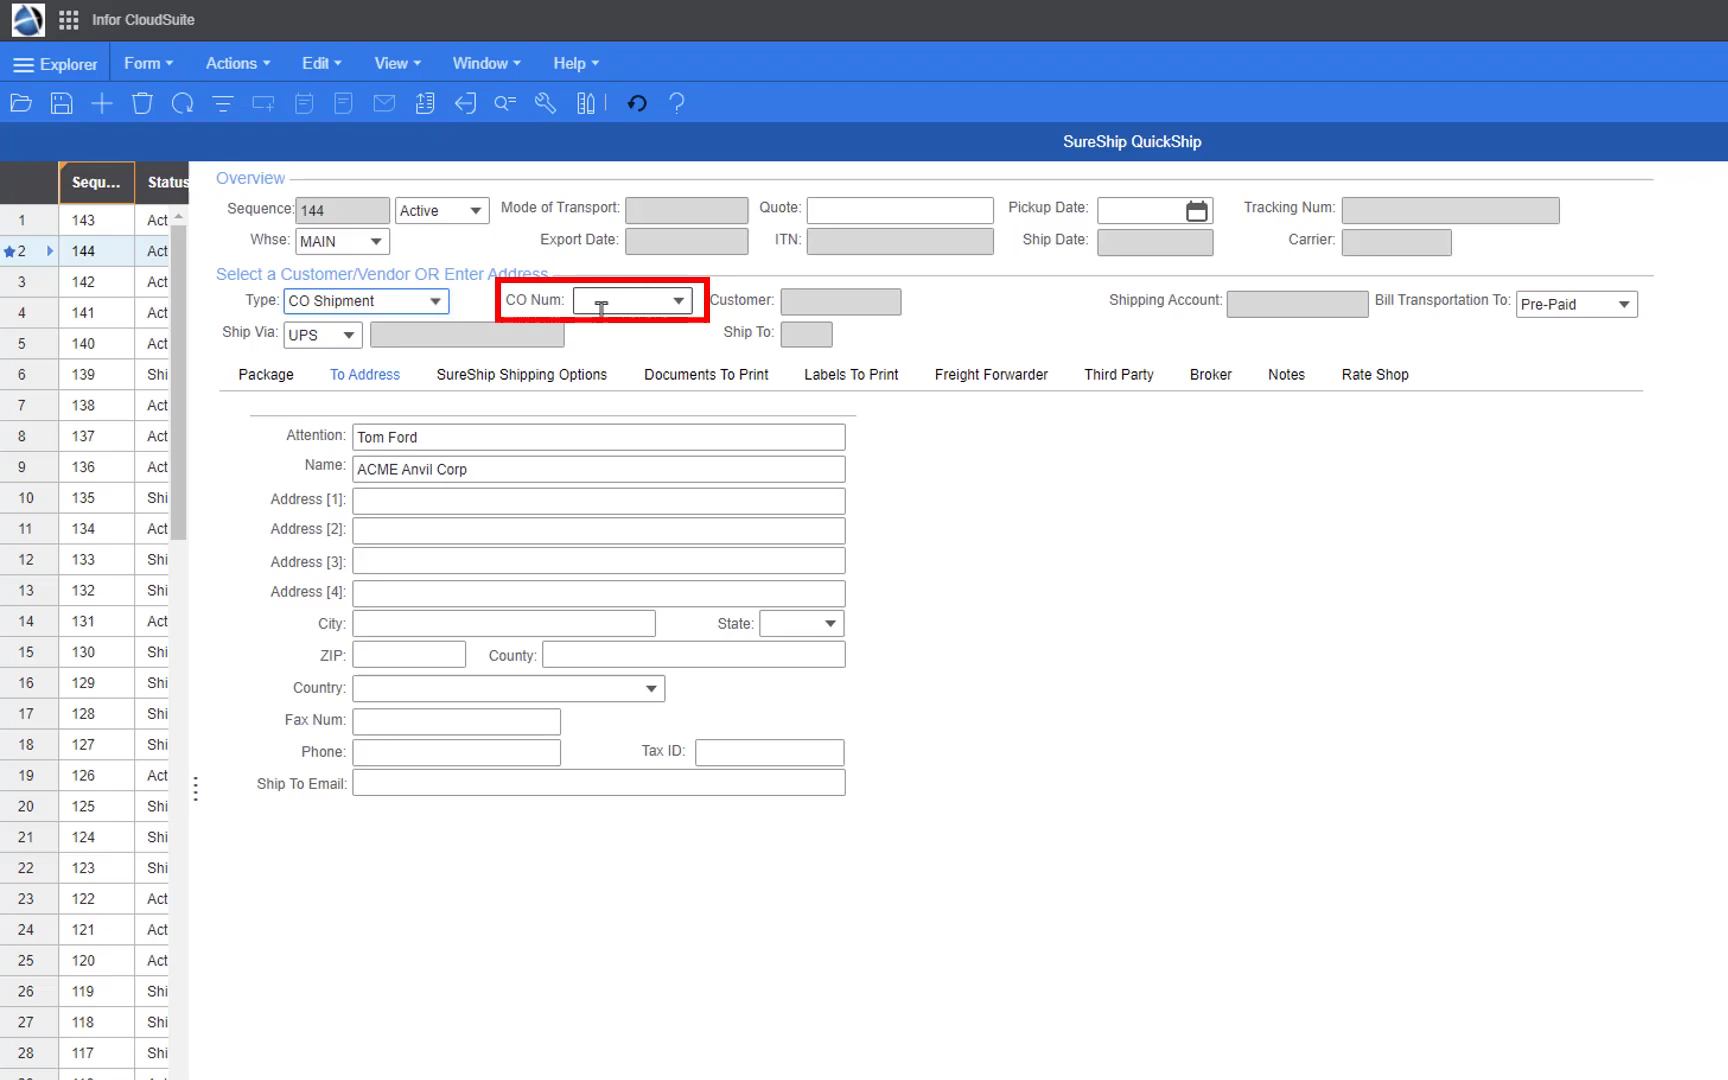 Infor CloudSuite
Explorer Form Actions Edit View Window Help
SureShip QuickShip
Sequ... Status
1 143 Act
2 144 Act
3 142 Act
4 141 Act
5 140 Act
6 139 Shi
7 138 Act
8 137 Act
9 136 Act
10 135 Shi
11 134 Act
12 133 Shi
13 132 Shi
14 131 Act
15 130 Shi
16 129 Shi
17 128 Shi
18 127 Shi
19 126 Act
20 125 Shi
21 124 Shi
22 123 Shi
23 122 Act
24 121 Act
25 120 Act
26 119 Shi
27 118 Shi
28 117 Shi
Overview
Sequence: 144 Active Mode of Transport: Quote: Pickup Date: Tracking Num:
Whse: MAIN Export Date: ITN: Ship Date: Carrier:
Select a Customer/Vendor OR Enter Address
Type: CO Shipment CO Num: Customer: Shipping Account: Bill Transportation To: Pre-Paid
Ship Via: UPS Ship To:
Package To Address SureShip Shipping Options Documents To Print Labels To Print Freight Forwarder Third Party Broker Notes Rate Shop
Attention: Tom Ford
Name: ACME Anvil Corp
Address [1]:
Address [2]:
Address [3]:
Address [4]:
City: State:
ZIP: County:
Country:
Fax Num:
Phone: Tax ID:
Ship To Email: